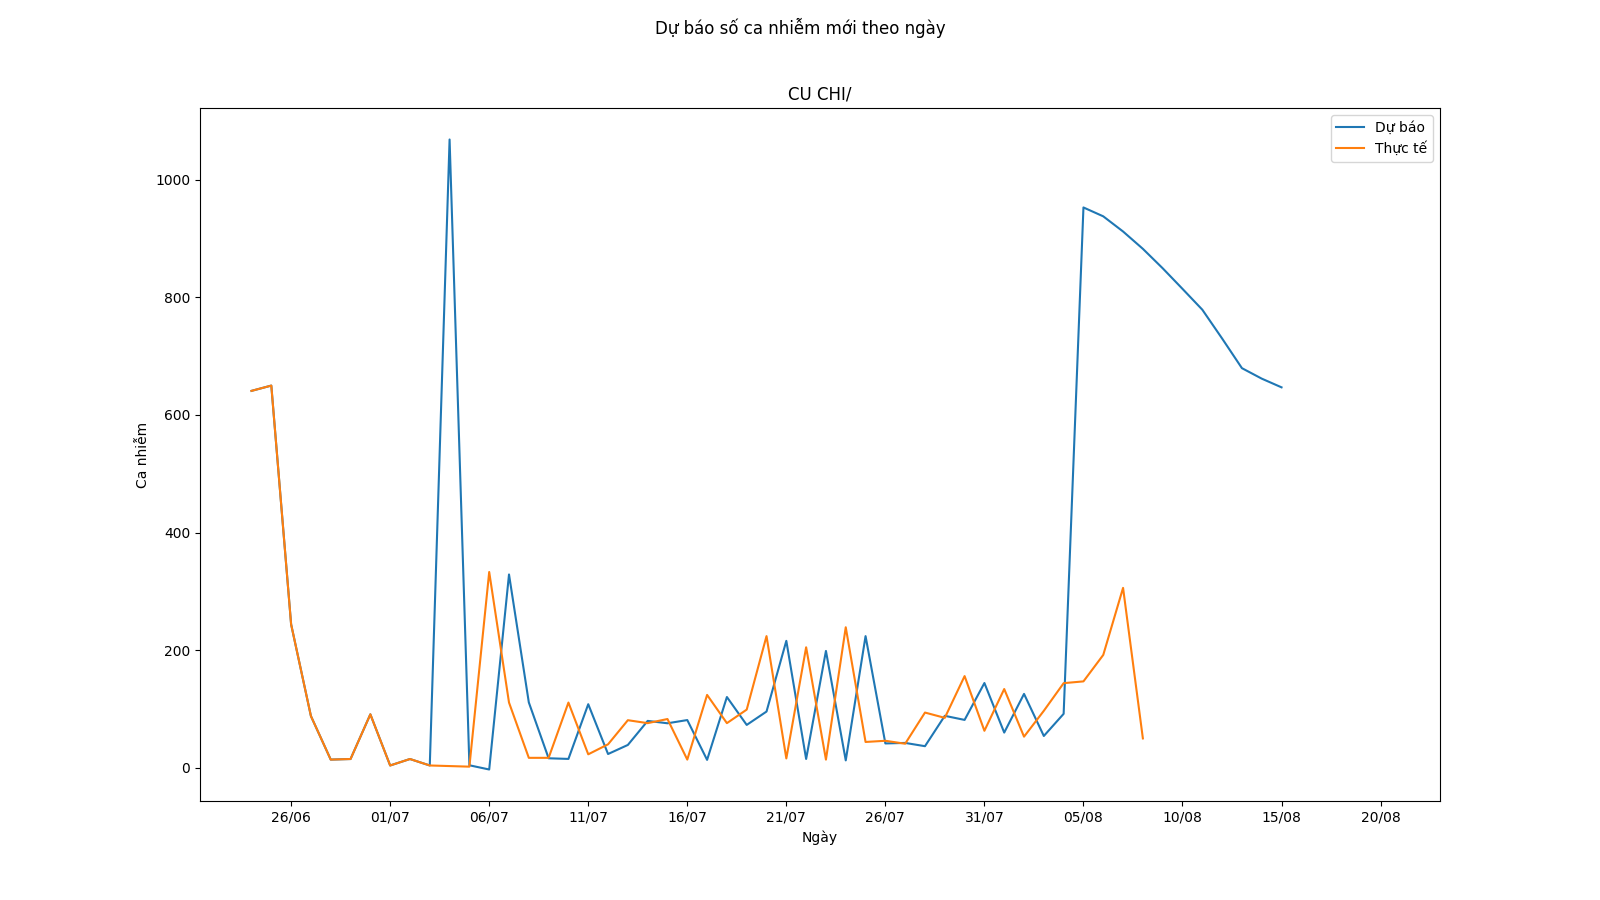 Dự báo số ca nhiễm mới theo ngày
CU CHI/
Dự báo
Thực tế
1000
800
600
400
200
0
Ca nhiễm
26/06 01/07 06/07 11/07 16/07 21/07 26/07 31/07 05/08 10/08 15/08 20/08
Ngày